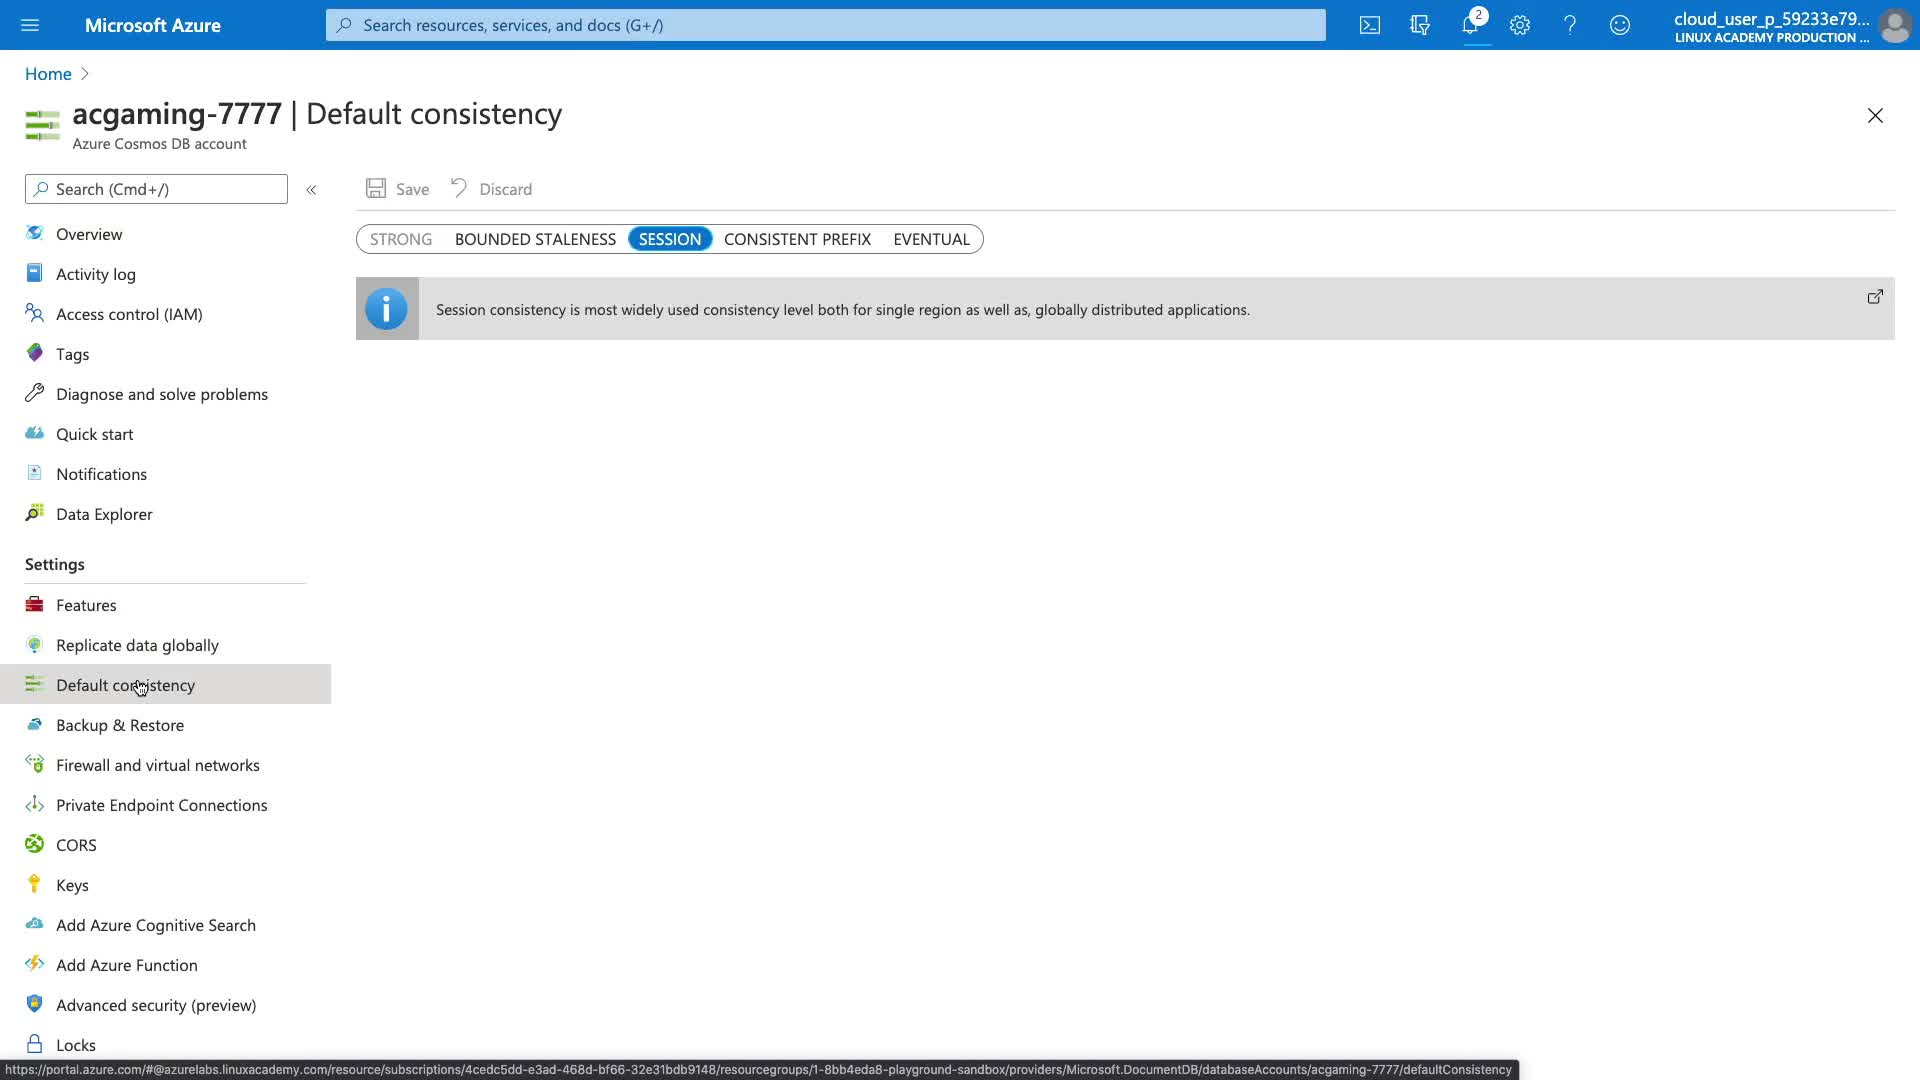 Microsoft Azure
Search resources, services, and docs (G+/)
2
cloud_user_p_59233e79...
LINUX ACADEMY PRODUCTION ...
Home
acgaming-7777 | Default consistency
Azure Cosmos DB account
Search (Cmd+/)
«
Save
Discard
Overview
Activity log
Access control (IAM)
Tags
Diagnose and solve problems
Quick start
Notifications
Data Explorer
Settings
Features
Replicate data globally
Default consistency
Backup & Restore
Firewall and virtual networks
Private Endpoint Connections
CORS
Keys
Add Azure Cognitive Search
Add Azure Function
Advanced security (preview)
Locks
STRONG BOUNDED STALENESS SESSION CONSISTENT PREFIX EVENTUAL
Session consistency is most widely used consistency level both for single region as well as, globally distributed applications.
https://portal.azure.com/#@azurelabs.linuxacademy.com/resource/subscriptions/4cedc5dd-e3ad-468d-bf66-32e31bdb9148/resourcegroups/1-8bb4eda8-playground-sandbox/providers/Microsoft.DocumentDB/databaseAccounts/acgaming-7777/defaultConsistency